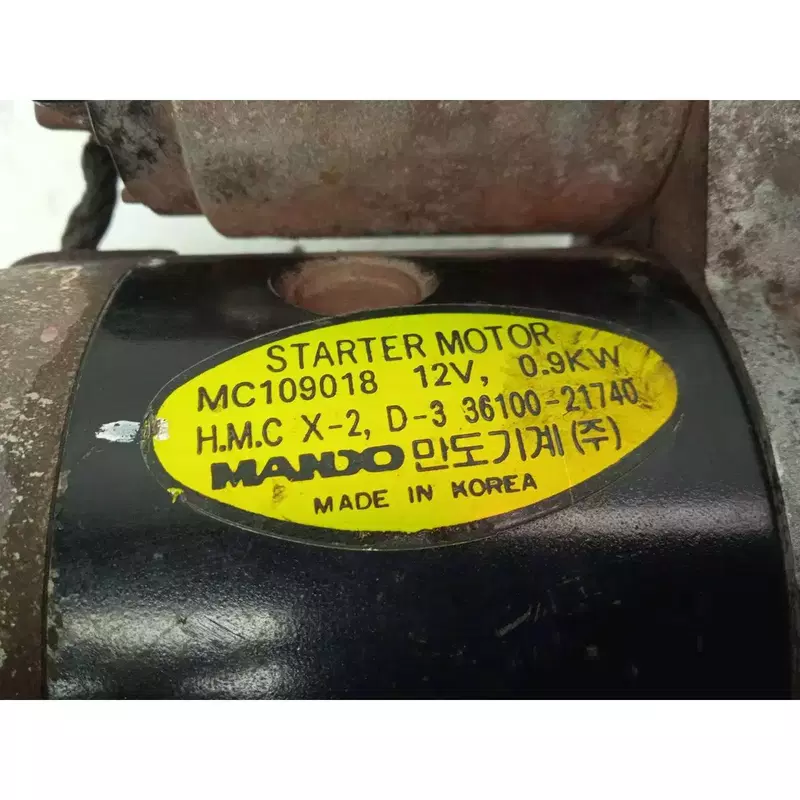 STARTER MOTOR
MC109018 12V, 0.9KW
H.M.C X-2, D-3 36100-21740
MANDO 만도기계(주)
MADE IN KOREA